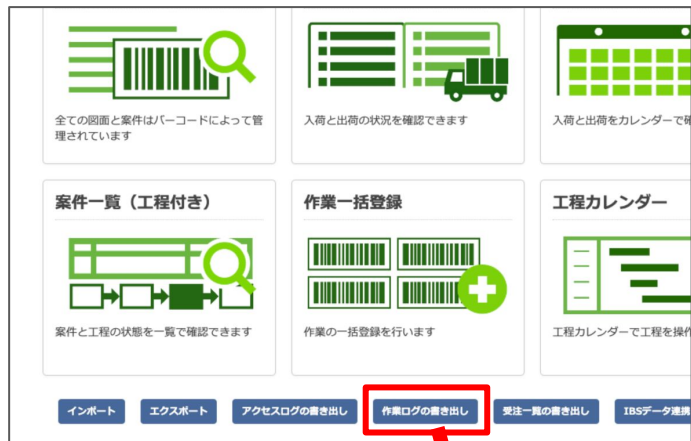 全ての図面と案件はバーコードによって管
理されています
入荷と出荷の状況を確認できます
入荷と出荷をカレンダーで確
案件一覧（工程付き）
作業一括登録
工程カレンダー
案件と工程の状態を一覧で確認できます
作業の一括登録を行います
工程カレンダーで工程を操作
インポート
エクスポート
アクセスログの書き出し
作業ログの書き出し
受注一覧の書き出し
IBSデータ連携